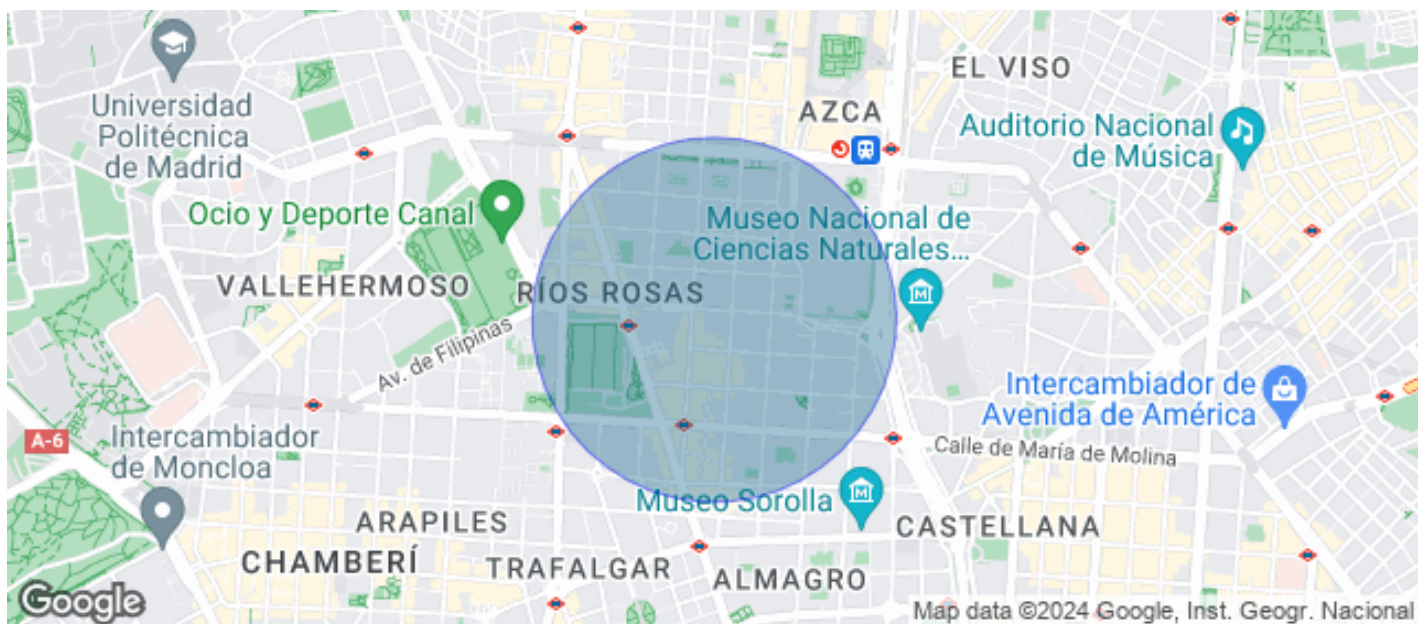 EL VISO
AZCA
Universidad
Politécnica
de Madrid
Auditorio Nacional
de Música
Ocio y Deporte Canal
Museo Nacional de
Ciencias Naturales...
VALLEHERMOSO
RÍOS ROSAS
Av. de Filipinas
Intercambiador de
Avenida de América
A-6
Intercambiador
de Moncloa
Calle de María de Molina
Museo Sorolla
ARAPILES
CASTELLANA
CHAMBERÍ
TRAFALGAR
ALMAGRO
Google
Map data ©2024 Google, Inst. Geogr. Nacional